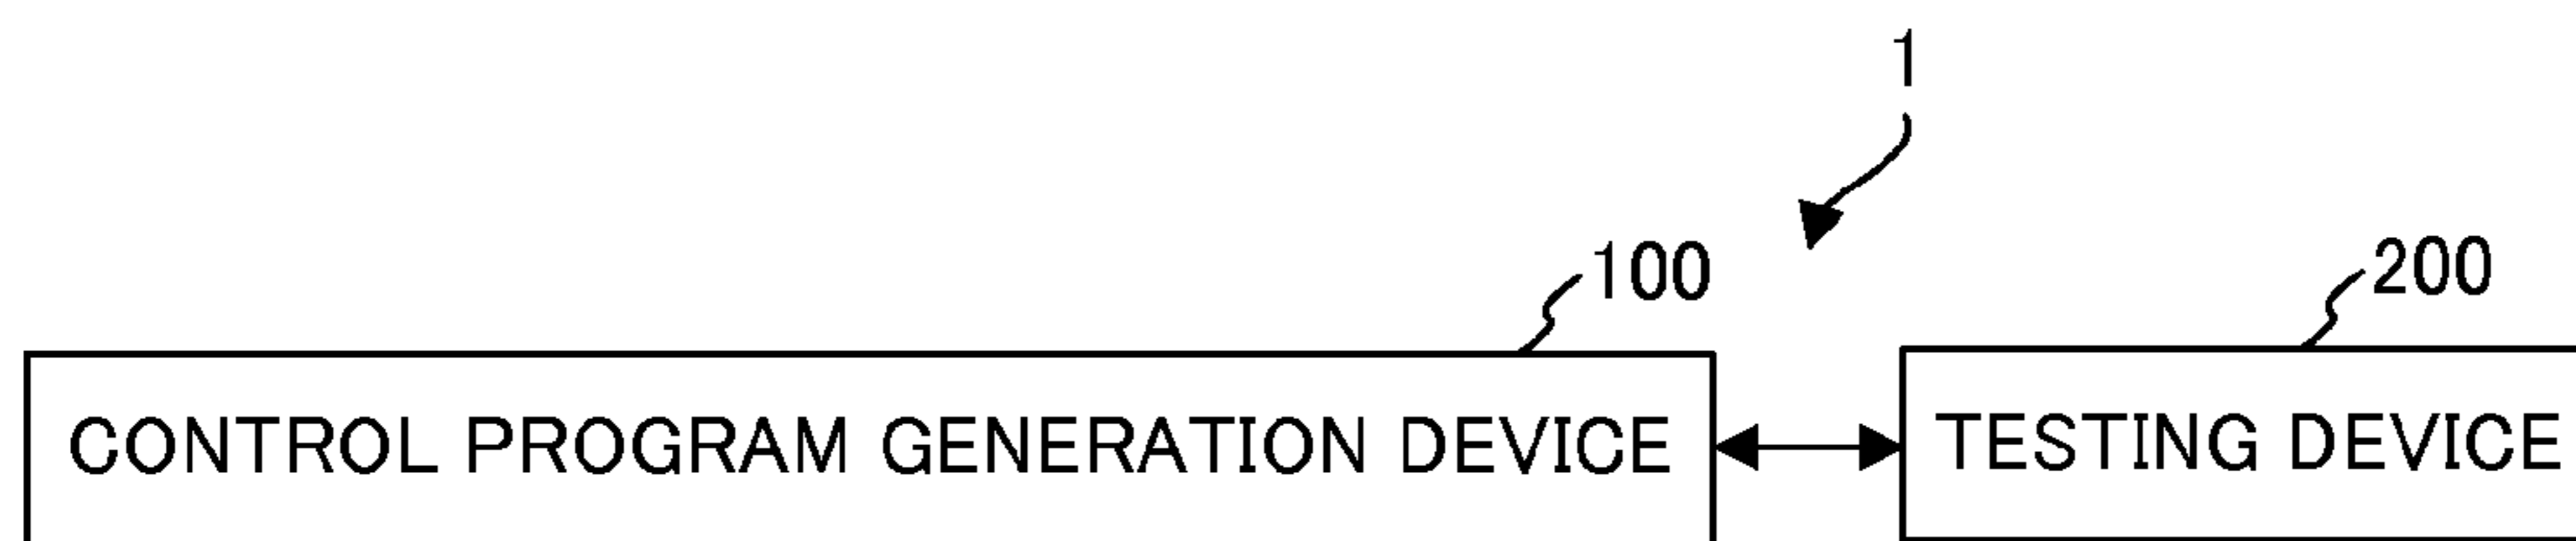 1
100
200
CONTROL PROGRAM GENERATION DEVICE
TESTING DEVICE